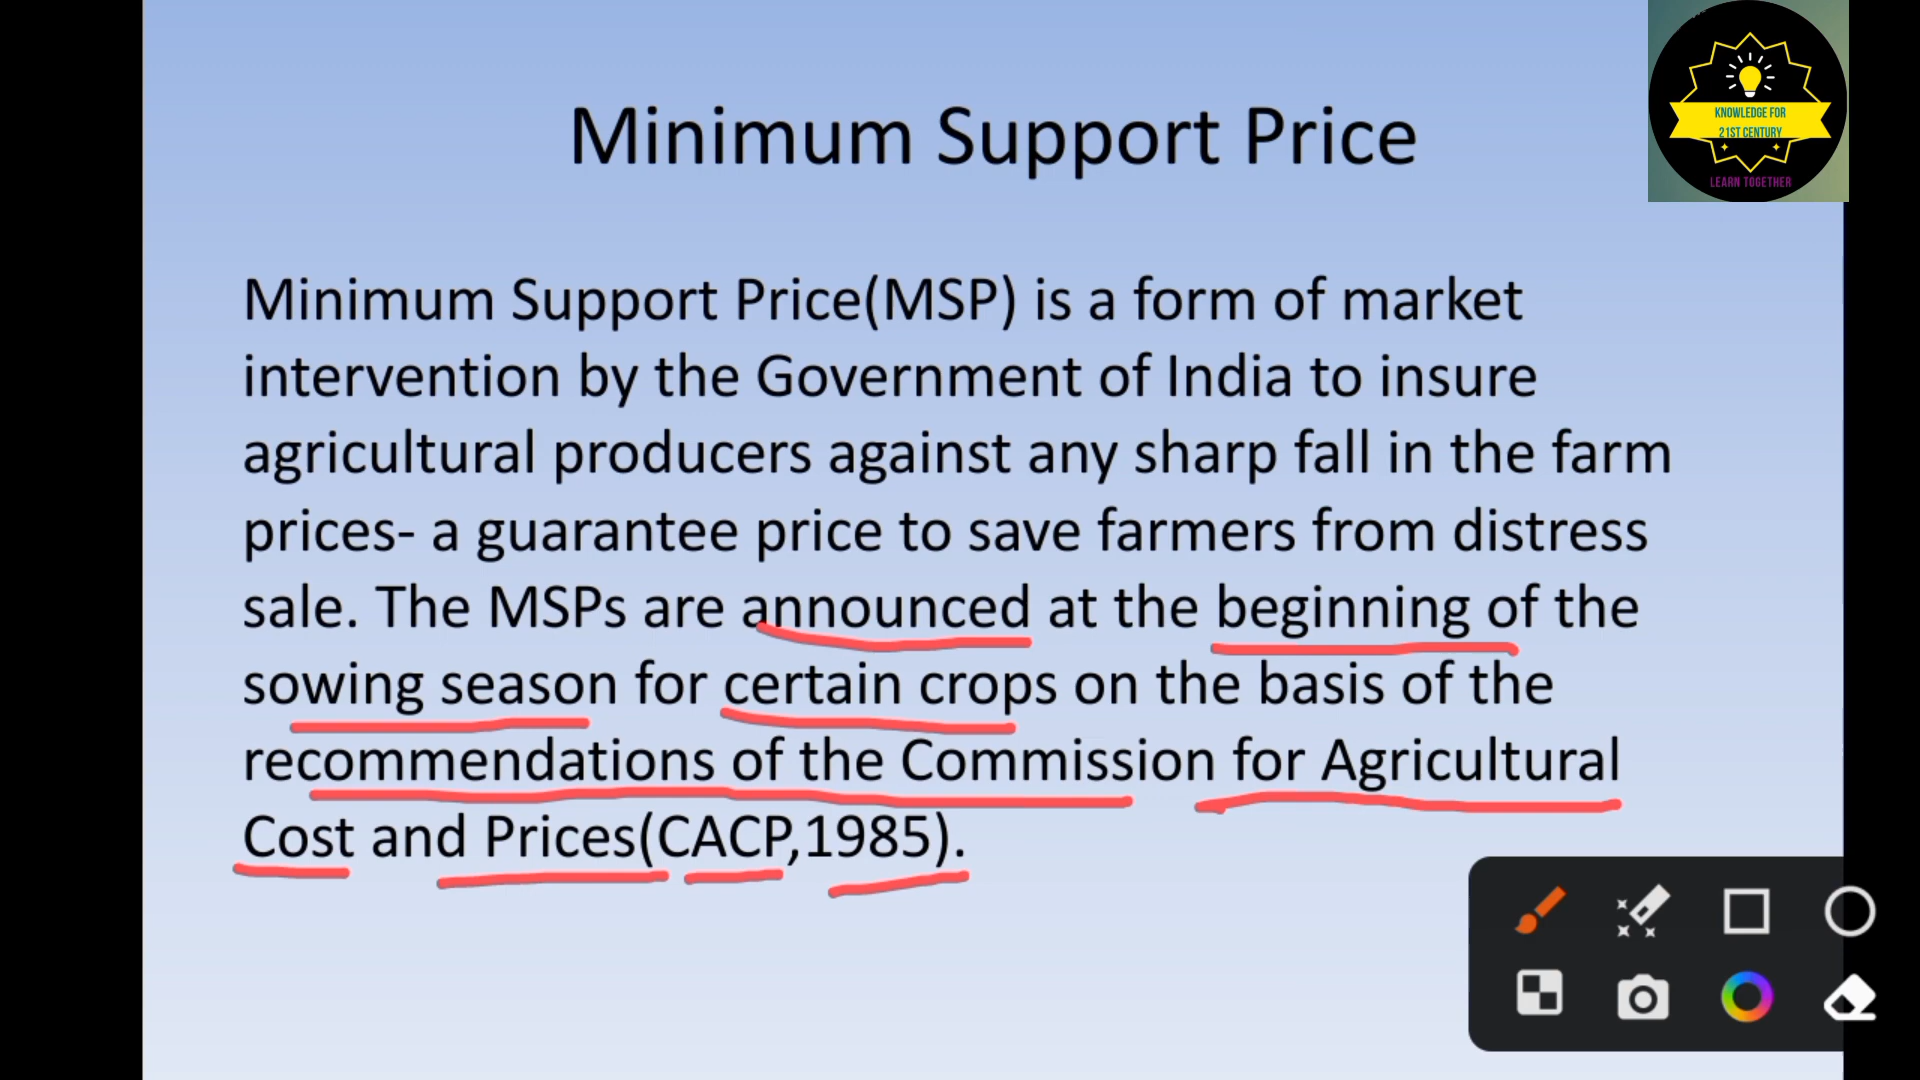 Minimum Support Price
KNOWLEDGE FOR
21ST CENTURY
LEARN TOGETHER
Minimum Support Price(MSP) is a form of market
intervention by the Government of India to insure
agricultural producers against any sharp fall in the farm
prices- a guarantee price to save farmers from distress
sale. The MSPs are announced at the beginning of the
sowing season for certain crops on the basis of the
recommendations of the Commission for Agricultural
Cost and Prices(CACP,1985).